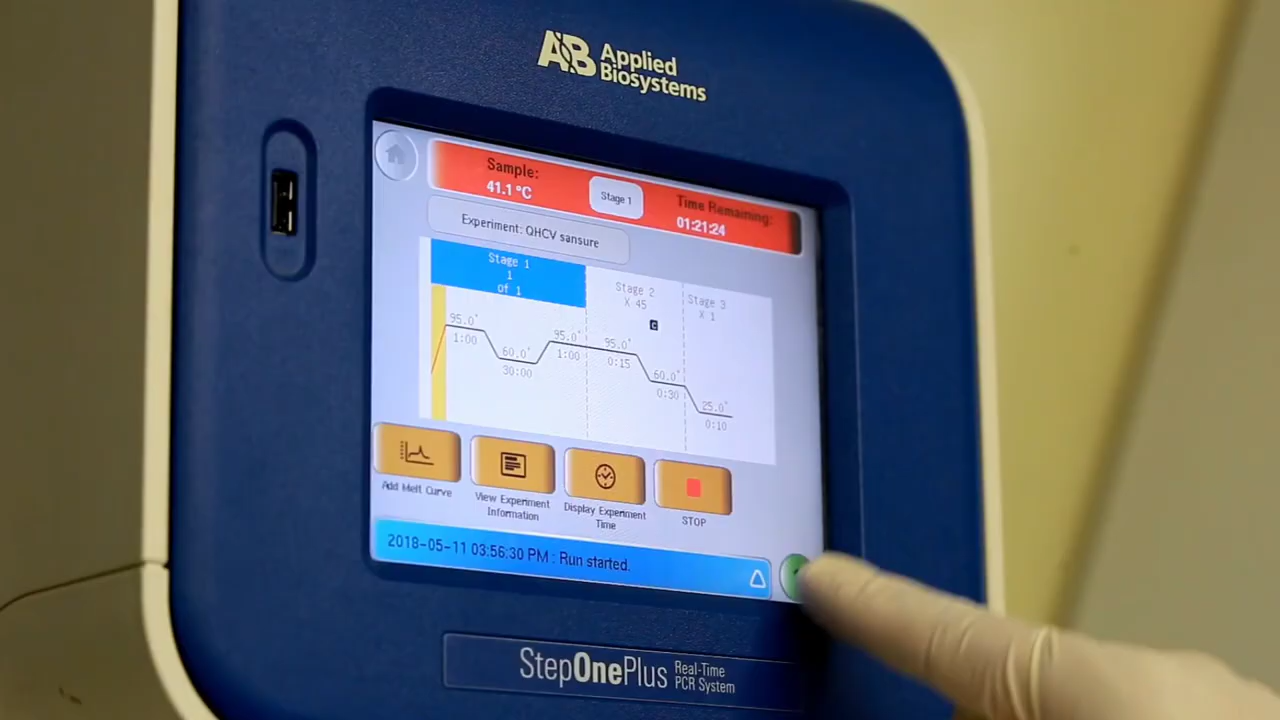 AB Applied
Biosystems
Sample:
41.1 °C
Stage 1
Time Remaining:
01:21:24
Experiment: QHCV sansure
Stage 1
1
Of 1
Stage 2
X 45
Stage 3
X 1
C
95.0°
1:00
60.0°
30:00
95.0°
1:00
95.0°
0:15
60.0°
0:30
25.0°
0:10
Add Melt Curve
View Experiment
Information
Display Experiment
Time
STOP
2018-05-11 03:56:30 PM : Run started.
StepOnePlus Real-Time
PCR System